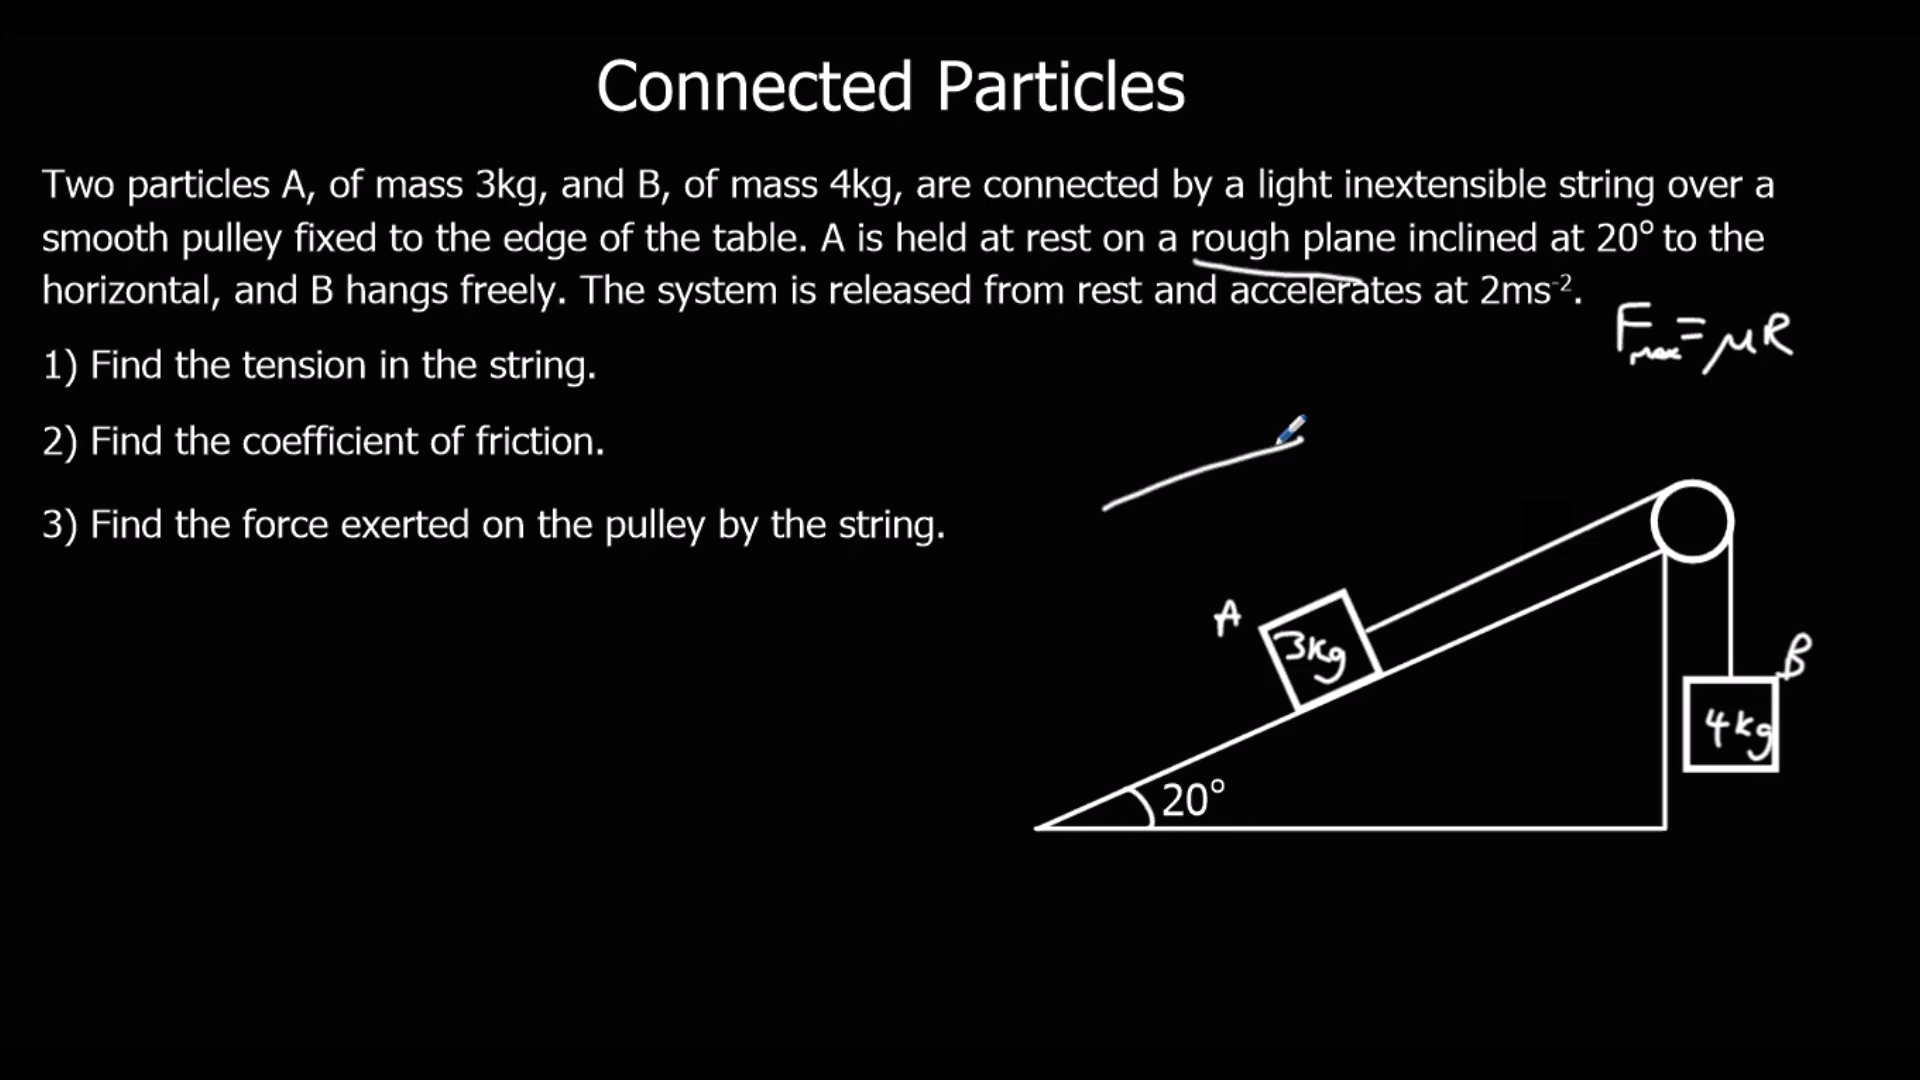 Connected Particles
Two particles A, of mass 3kg, and B, of mass 4kg, are connected by a light inextensible string over a
smooth pulley fixed to the edge of the table. A is held at rest on a rough plane inclined at 20° to the
horizontal, and B hangs freely. The system is released from rest and accelerates at 2ms⁻².
F_max = μR
1) Find the tension in the string.
2) Find the coefficient of friction.
3) Find the force exerted on the pulley by the string.
A
3kg
B
4kg
20°